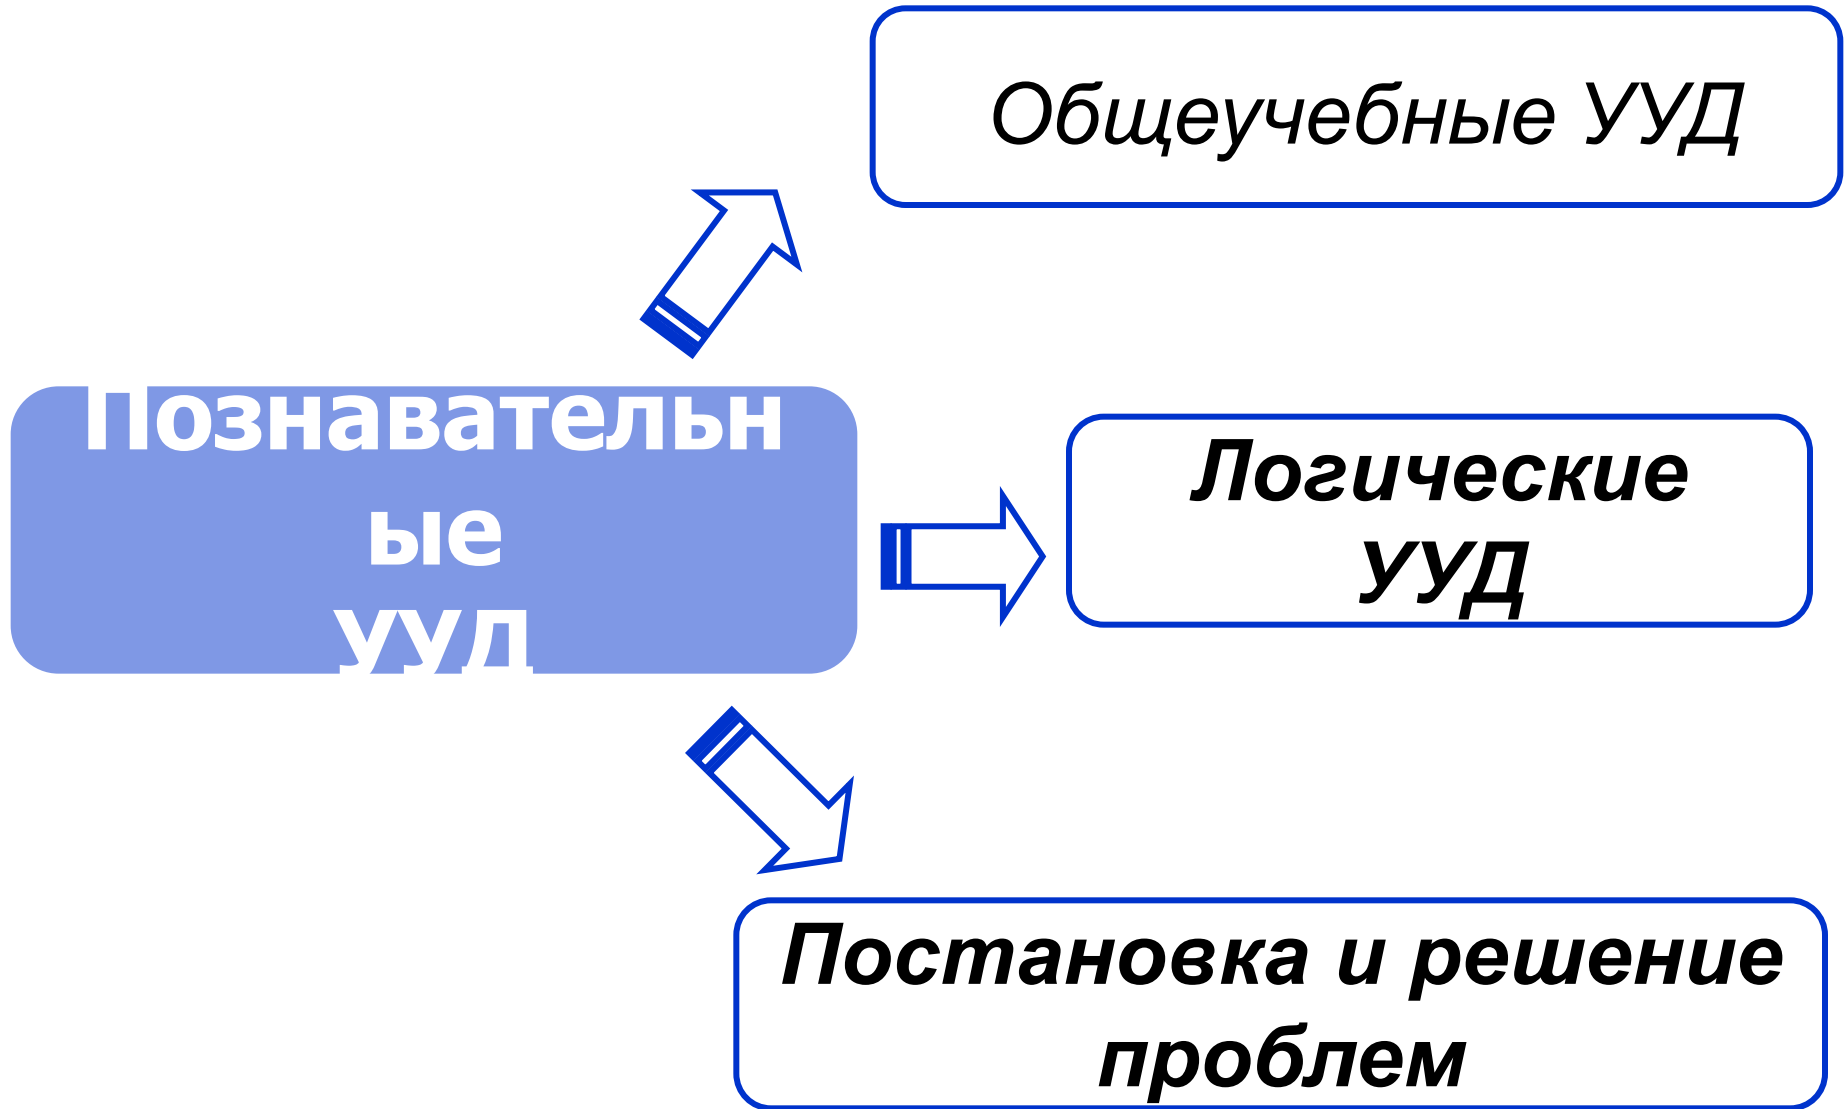 Общеучебные УУД
Познавательн
ые
УУД
Логические
УУД
Постановка и решение
проблем